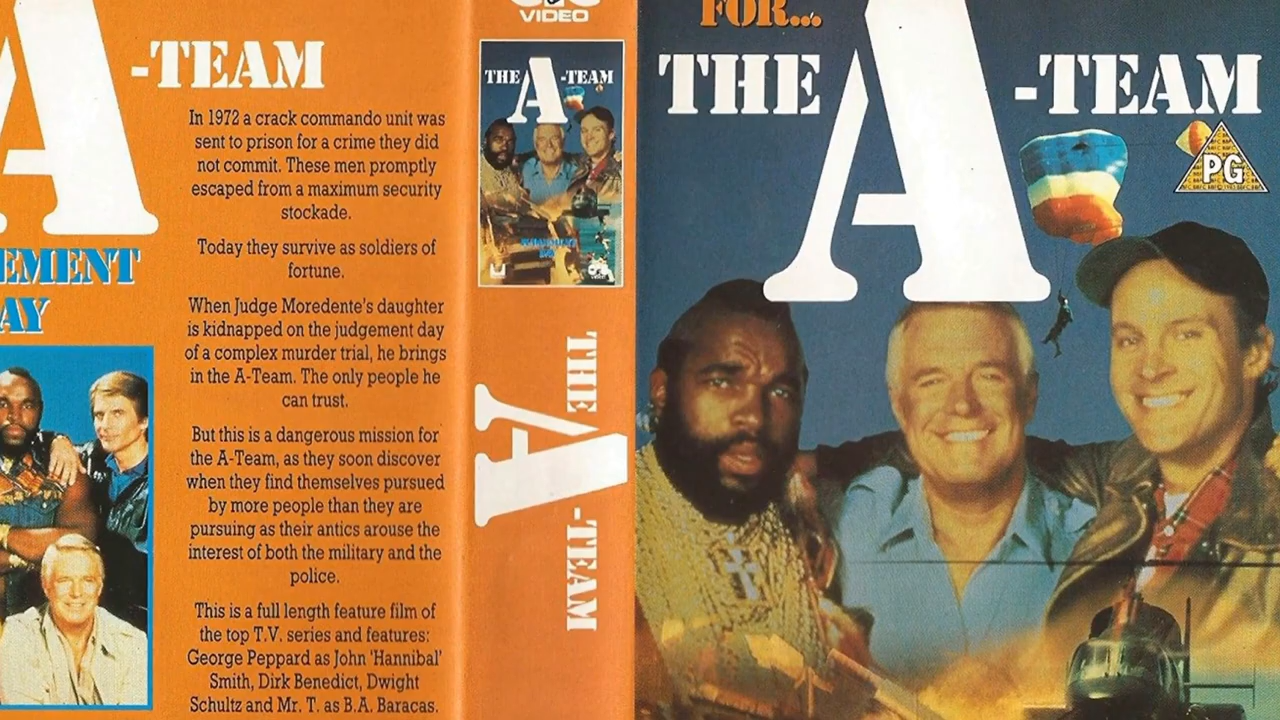 A
-TEAM
EMENT
AY
In 1972 a crack commando unit was
sent to prison for a crime they did
not commit. These men promptly
escaped from a maximum security
stockade.
Today they survive as soldiers of
fortune.
When Judge Moredente's daughter
is kidnapped on the judgement day
of a complex murder trial, he brings
in the A-Team. The only people he
can trust.
But this is a dangerous mission for
the A-Team, as they soon discover
when they find themselves pursued
by more people than they are
pursuing as their antics arouse the
interest of both the military and the
police.
This is a full length feature film of
the top T.V. series and features:
George Peppard as John 'Hannibal'
Smith, Dirk Benedict, Dwight
Schultz and Mr. T. as B.A. Baracas.
VIDEO
THE A-TEAM
THE A-TEAM
FOR...
THE A-TEAM
PG